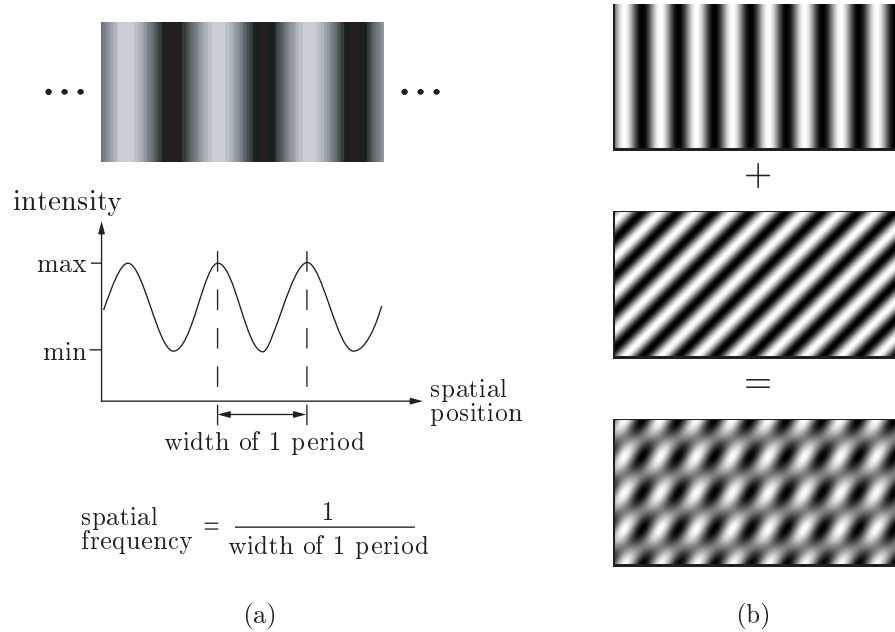 ... ...
intensity
max
min
spatial
position
width of 1 period
spatial
frequency = 1
width of 1 period
(a)
+
=
(b)